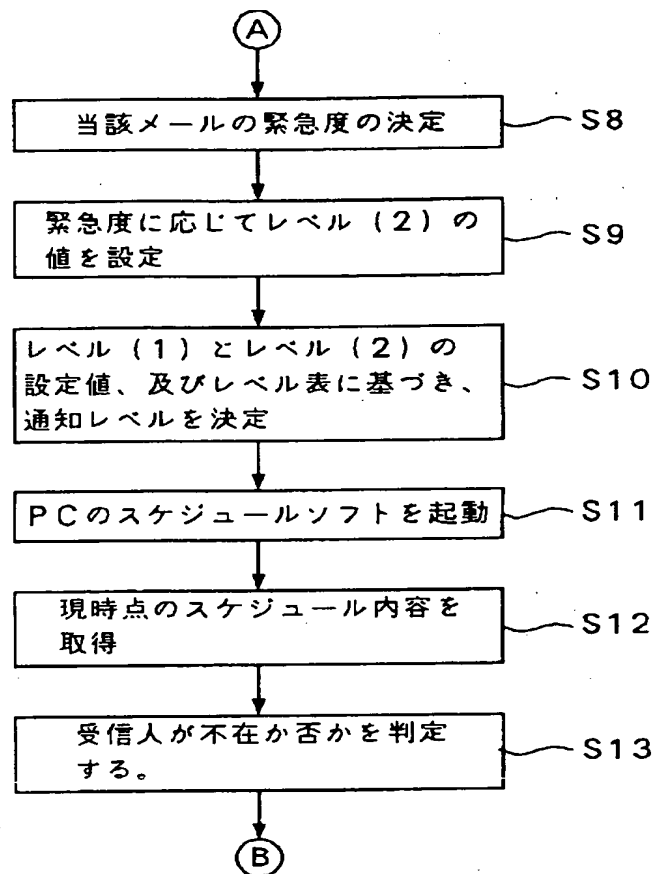 A
当該メールの緊急度の決定 S8
緊急度に応じてレベル(2)の
値を設定 S9
レベル(1)とレベル(2)の
設定値、及びレベル表に基づき、 S10
通知レベルを決定
PCのスケジュールソフトを起動 S11
現時点のスケジュール内容を
取得 S12
受信人が不在か否かを判定
する。 S13
B